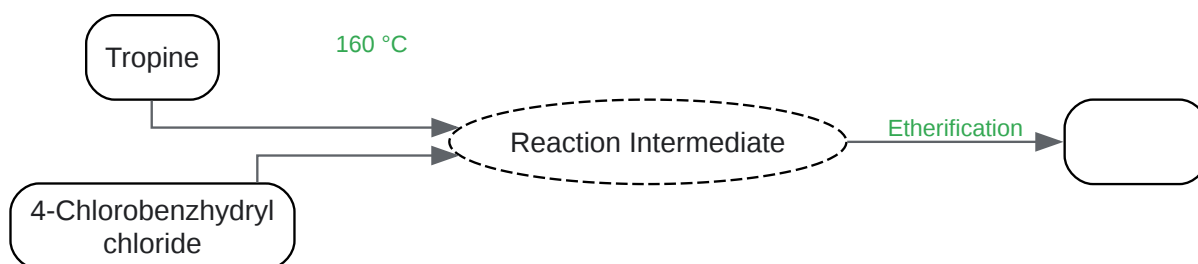 Tropine
160 °C
Reaction Intermediate
Etherification
4-Chlorobenzhydryl
chloride